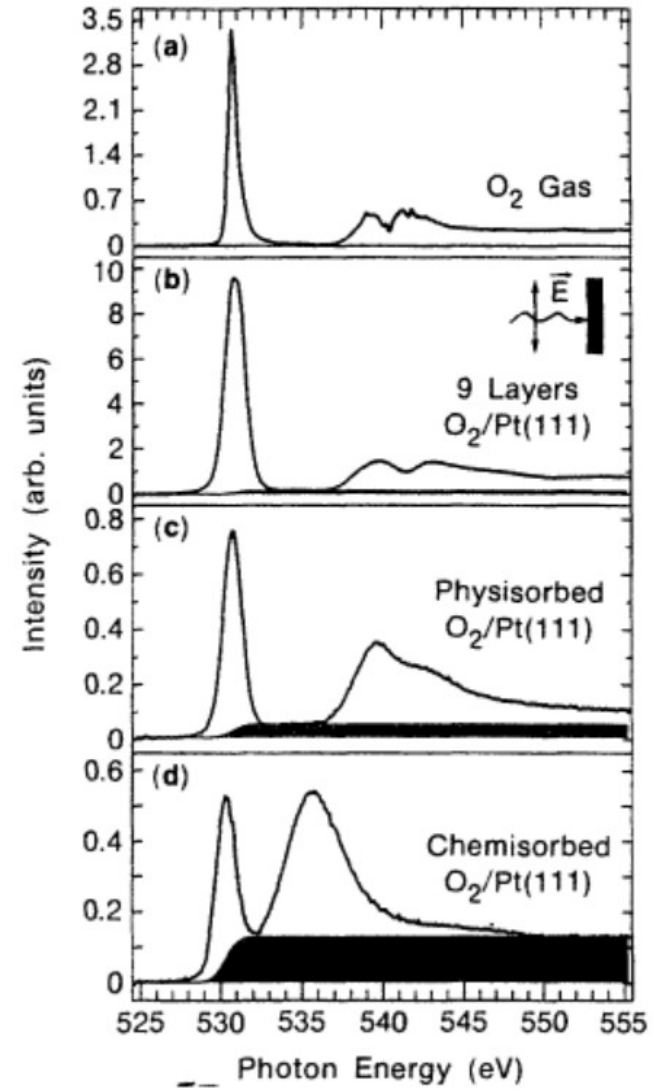 Intensity (arb. units)
3.5
2.8
2.1
1.4
0.7
0
(a)
O₂ Gas
10
8
6
4
2
0
(b)
E
9 Layers
O₂/Pt(111)
0.8
0.6
0.4
0.2
0
(c)
Physisorbed
O₂/Pt(111)
0.6
0.4
0.2
0
(d)
Chemisorbed
O₂/Pt(111)
525 530 535 540 545 550 555
Photon Energy (eV)